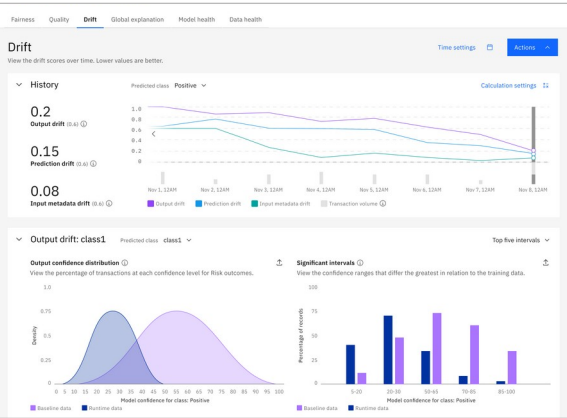 Fairness Quality Drift Global explanation Model health Data health
Drift
View the drift scores over time. Lower values are better.
Time settings Actions
History Predicted class Positive Calculation settings
0.2
Output drift (0.6)
0.15
Prediction drift (0.6)
0.08
Input metadata drift (0.6)
1.0
0.8
0.6
0.4
0.2
0
Nov 1, 12AM Nov 2, 12AM Nov 3, 12AM Nov 4, 12AM Nov 5, 12AM Nov 6, 12AM Nov 7, 12AM Nov 8, 12AM
Output drift Prediction drift Input metadata drift Transaction volume
Output drift: class1 Predicted class class1 Top five intervals
Output confidence distribution
View the percentage of transactions at each confidence level for Risk outcomes.
1.0
0.75
0.5
0.25
0
Density
0 5 10 15 20 25 30 35 40 45 50 55 60 65 70 75 80 85 90 95 100
Model confidence for class: Positive
Baseline data Runtime data
Significant intervals
View the confidence ranges that differ the greatest in relation to the training data.
100
75
50
25
0
Percentage of records
5-20 20-30 50-65 70-85 85-100
Model confidence for class: Positive
Baseline data Runtime data